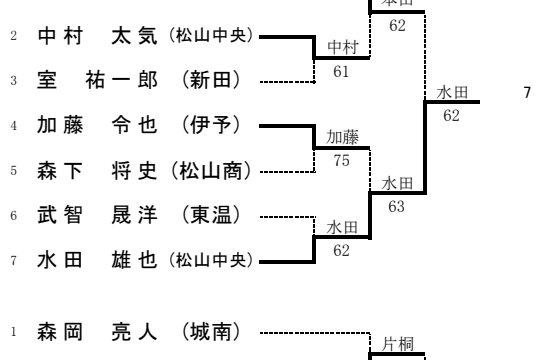 本田
62
2 中村 太気 (松山中央)
中村
61
3 室 祐一郎 (新田)
水田
62
7
4 加藤 令也 (伊予)
加藤
75
5 森下 将史 (松山商)
水田
63
6 武智 晟洋 (東温)
水田
62
7 水田 雄也 (松山中央)
1 森岡 亮人 (城南)
片桐